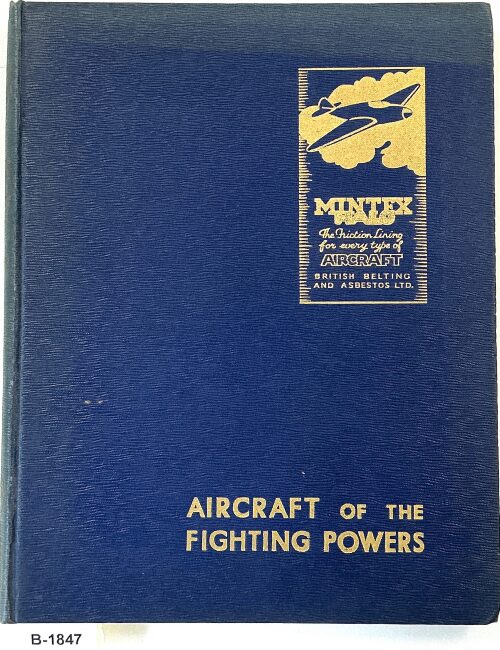 MINTEX
HALO
The Friction Lining
for every type of
AIRCRAFT
BRITISH BELTING
AND ASBESTOS LTD.
AIRCRAFT OF THE
FIGHTING POWERS
B-1847